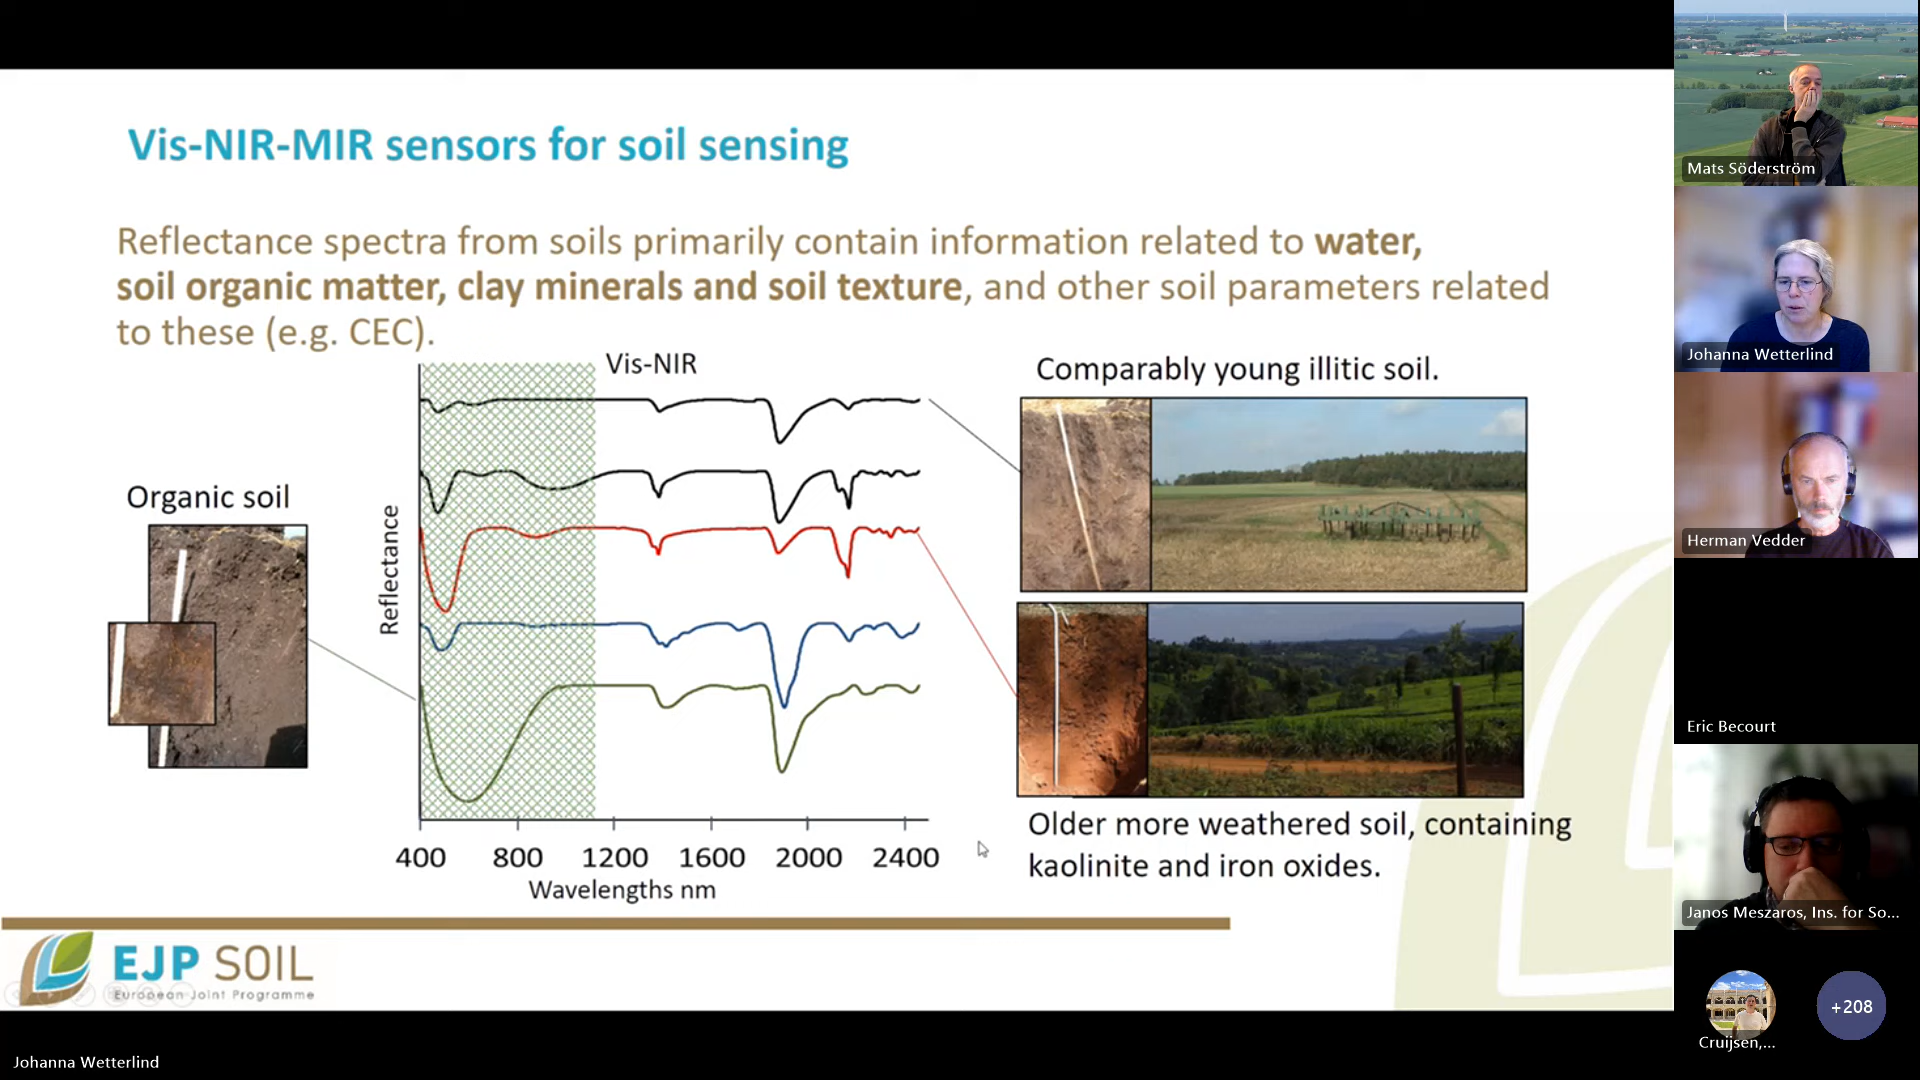 Vis-NIR-MIR sensors for soil sensing
Reflectance spectra from soils primarily contain information related to water,
soil organic matter, clay minerals and soil texture, and other soil parameters related
to these (e.g. CEC).
Vis-NIR
Comparably young illitic soil.
Organic soil
Reflectance
400 800 1200 1600 2000 2400
Wavelengths nm
Older more weathered soil, containing
kaolinite and iron oxides.
EJP SOIL
European Joint Programme
Johanna Wetterlind
Mats Söderström
Johanna Wetterlind
Herman Vedder
Eric Becourt
Janos Meszaros, Ins. for So...
Cruijsen,...
+208